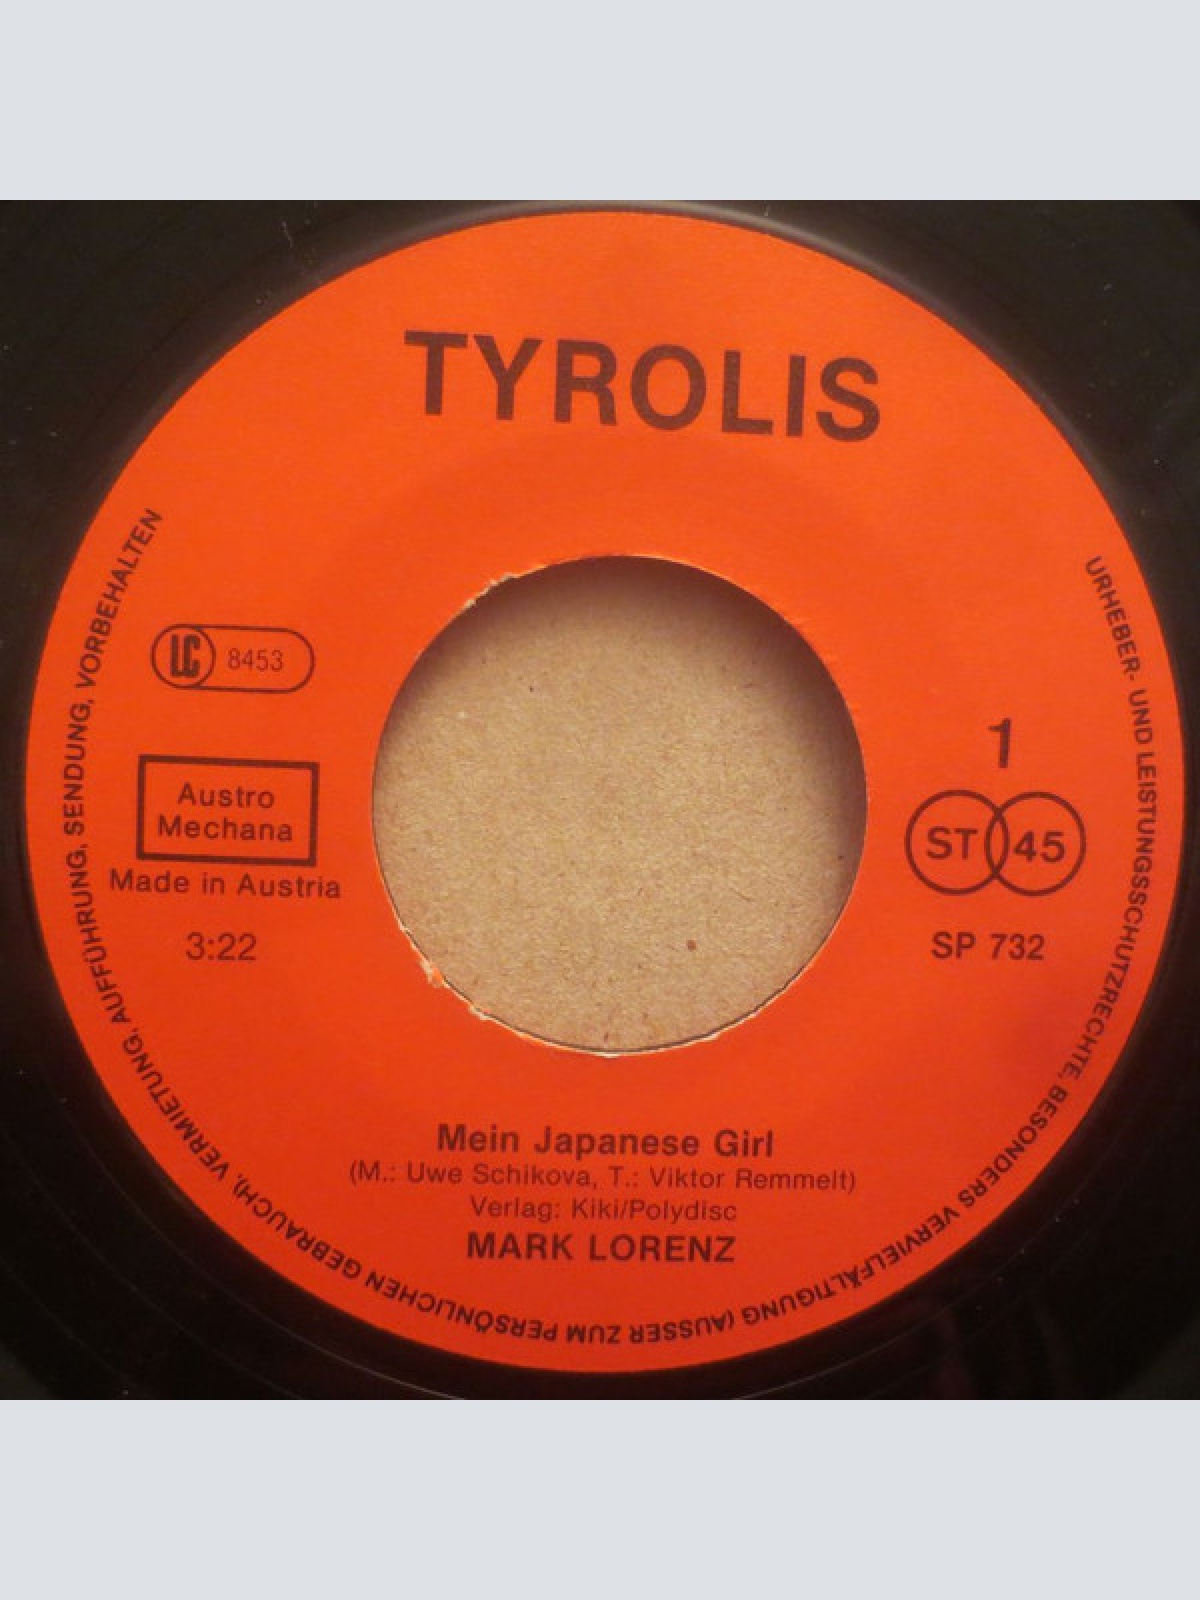 TYROLIS
LC 8453
Austro
Mechana
Made in Austria
3:22
1
ST 45
SP 732
Mein Japanese Girl
(M.: Uwe Schikova, T.: Viktor Remmelt)
Verlag: Kiki/Polydisc
MARK LORENZ
URHEBER- UND LEISTUNGSSCHUTZRECHTE, BESONDERS VERVIELFÄLTIGUNG (AUSSER ZUM PERSÖNLICHEN GEBRAUCH), VERMIETUNG, AUFFÜHRUNG, SENDUNG, VORBEHALTEN